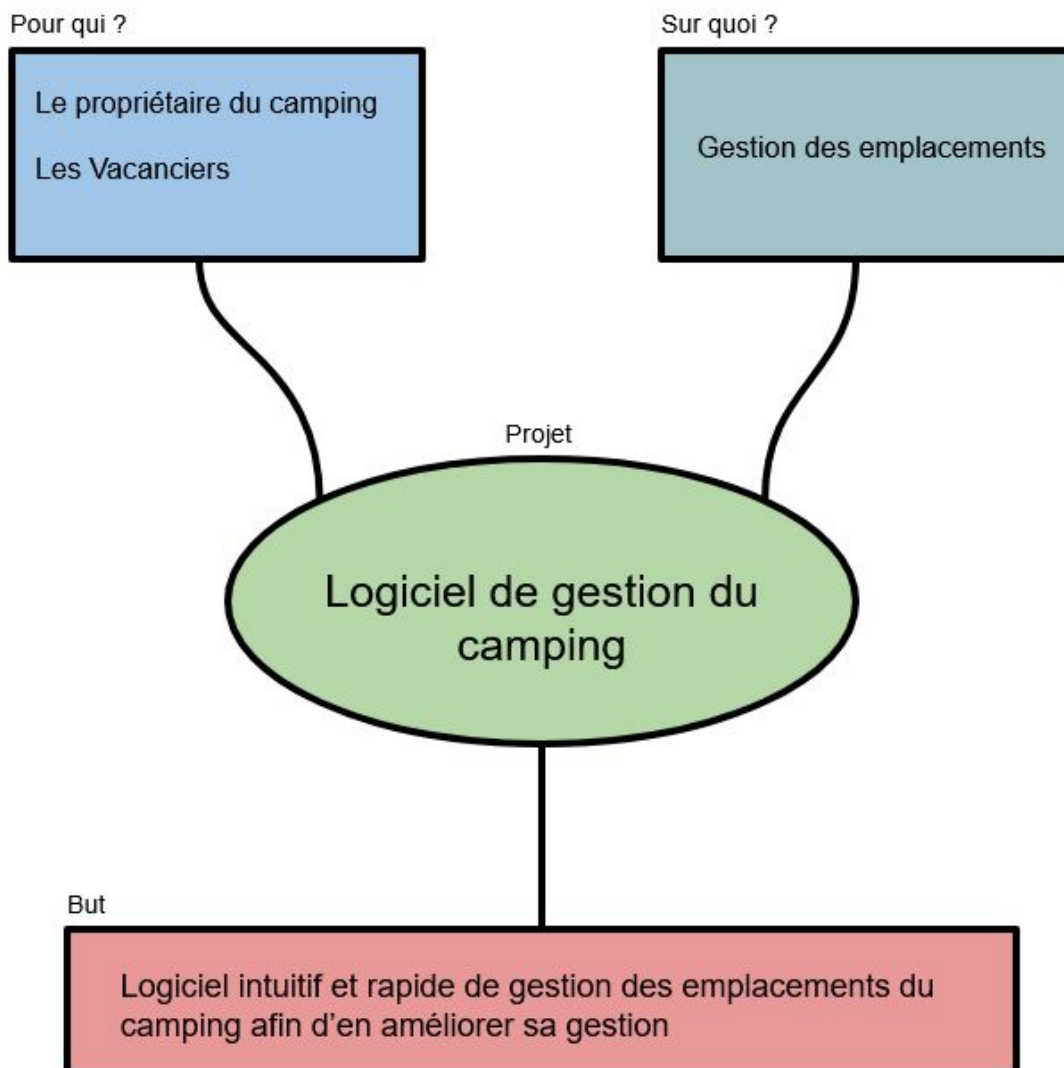 Pour qui ?
Le propriétaire du camping
Les Vacanciers
Sur quoi ?
Gestion des emplacements
Projet
Logiciel de gestion du
camping
But
Logiciel intuitif et rapide de gestion des emplacements du
camping afin d'en améliorer sa gestion